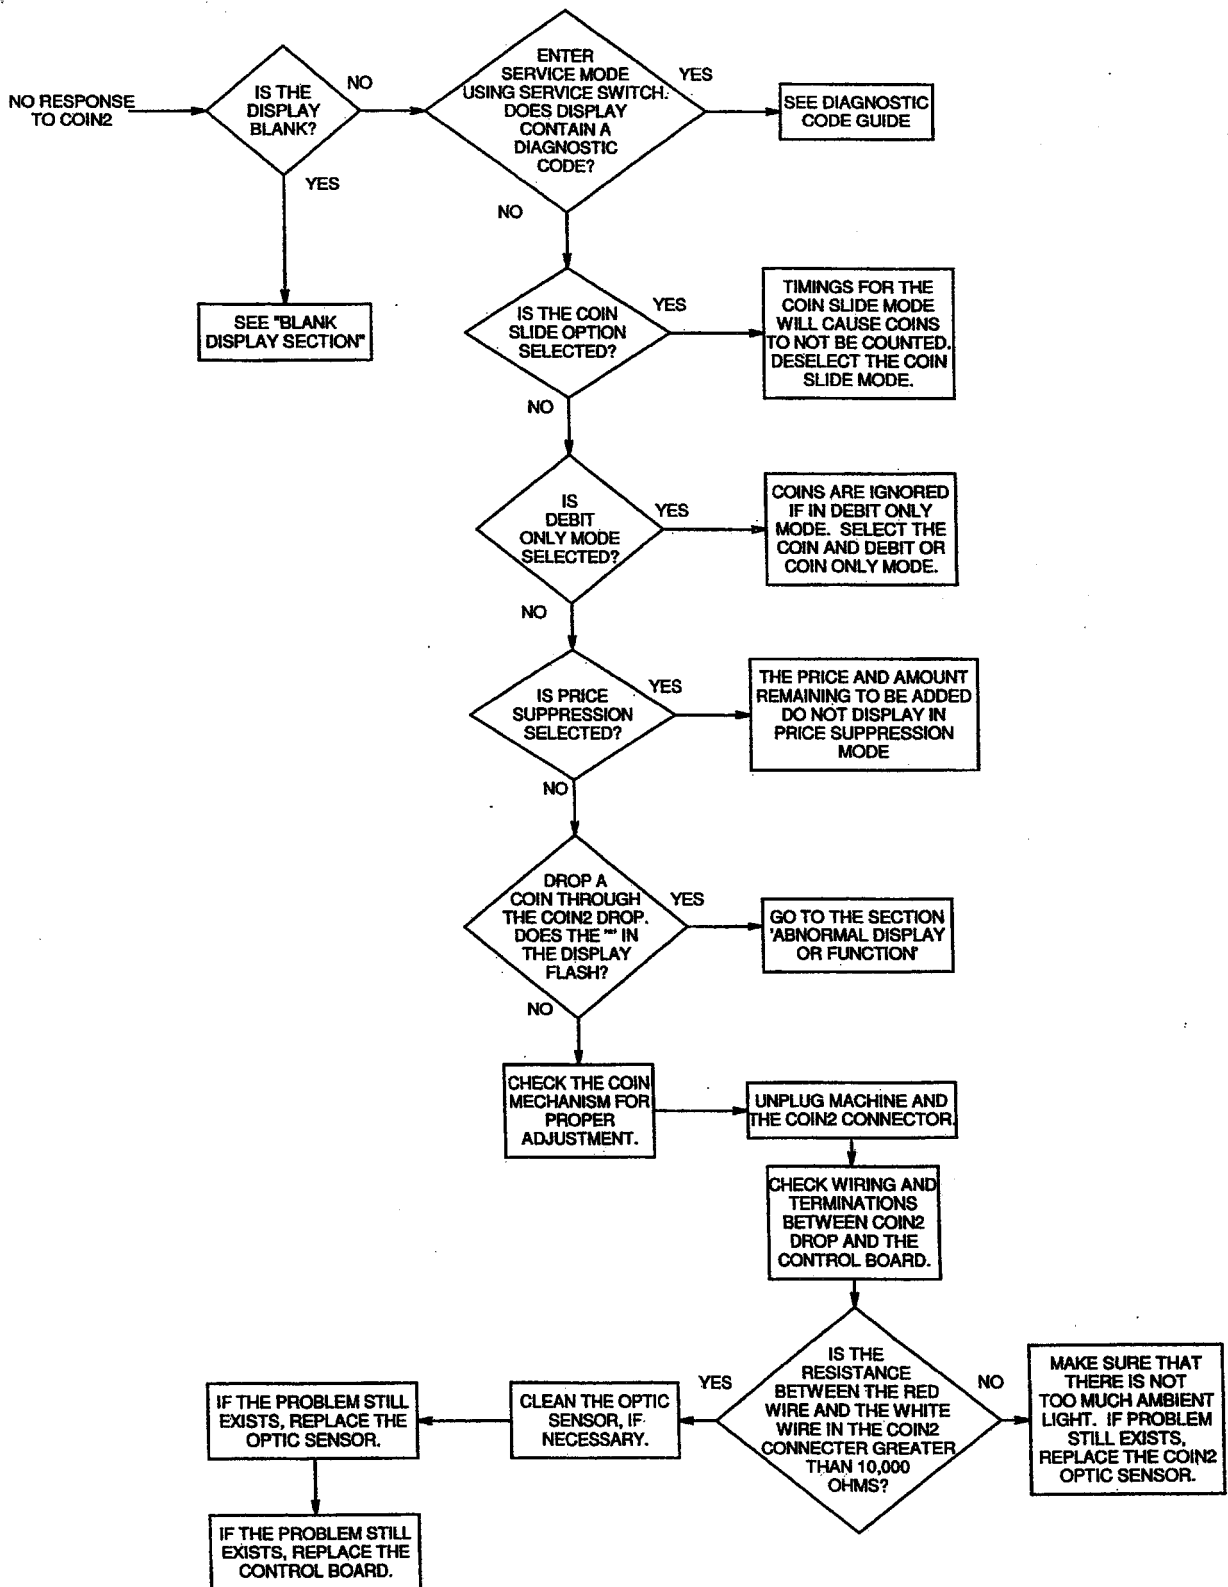 NO RESPONSE
TO COIN2
IS THE
DISPLAY
BLANK?
NO
YES
SEE "BLANK
DISPLAY SECTION"
ENTER
SERVICE MODE
USING SERVICE SWITCH.
DOES DISPLAY
CONTAIN A
DIAGNOSTIC
CODE?
YES
SEE DIAGNOSTIC
CODE GUIDE
NO
IS THE COIN
SLIDE OPTION
SELECTED?
YES
TIMINGS FOR THE
COIN SLIDE MODE
WILL CAUSE COINS
TO NOT BE COUNTED.
DESELECT THE COIN
SLIDE MODE.
NO
IS
DEBIT
ONLY MODE
SELECTED?
YES
COINS ARE IGNORED
IF IN DEBIT ONLY
MODE. SELECT THE
COIN AND DEBIT OR
COIN ONLY MODE.
NO
IS PRICE
SUPPRESSION
SELECTED?
YES
THE PRICE AND AMOUNT
REMAINING TO BE ADDED
DO NOT DISPLAY IN
PRICE SUPPRESSION
MODE
NO
DROP A
COIN THROUGH
THE COIN2 DROP.
DOES THE "" IN
THE DISPLAY
FLASH?
YES
GO TO THE SECTION
'ABNORMAL DISPLAY
OR FUNCTION'
NO
CHECK THE COIN
MECHANISM FOR
PROPER
ADJUSTMENT.
UNPLUG MACHINE AND
THE COIN2 CONNECTOR.
CHECK WIRING AND
TERMINATIONS
BETWEEN COIN2
DROP AND THE
CONTROL BOARD.
IS THE
RESISTANCE
BETWEEN THE RED
WIRE AND THE WHITE
WIRE IN THE COIN2
CONNECTER GREATER
THAN 10,000
OHMS?
NO
MAKE SURE THAT
THERE IS NOT
TOO MUCH AMBIENT
LIGHT. IF PROBLEM
STILL EXISTS,
REPLACE THE COIN2
OPTIC SENSOR.
YES
CLEAN THE OPTIC
SENSOR, IF
NECESSARY.
IF THE PROBLEM STILL
EXISTS, REPLACE THE
OPTIC SENSOR.
IF THE PROBLEM STILL
EXISTS, REPLACE THE
CONTROL BOARD.